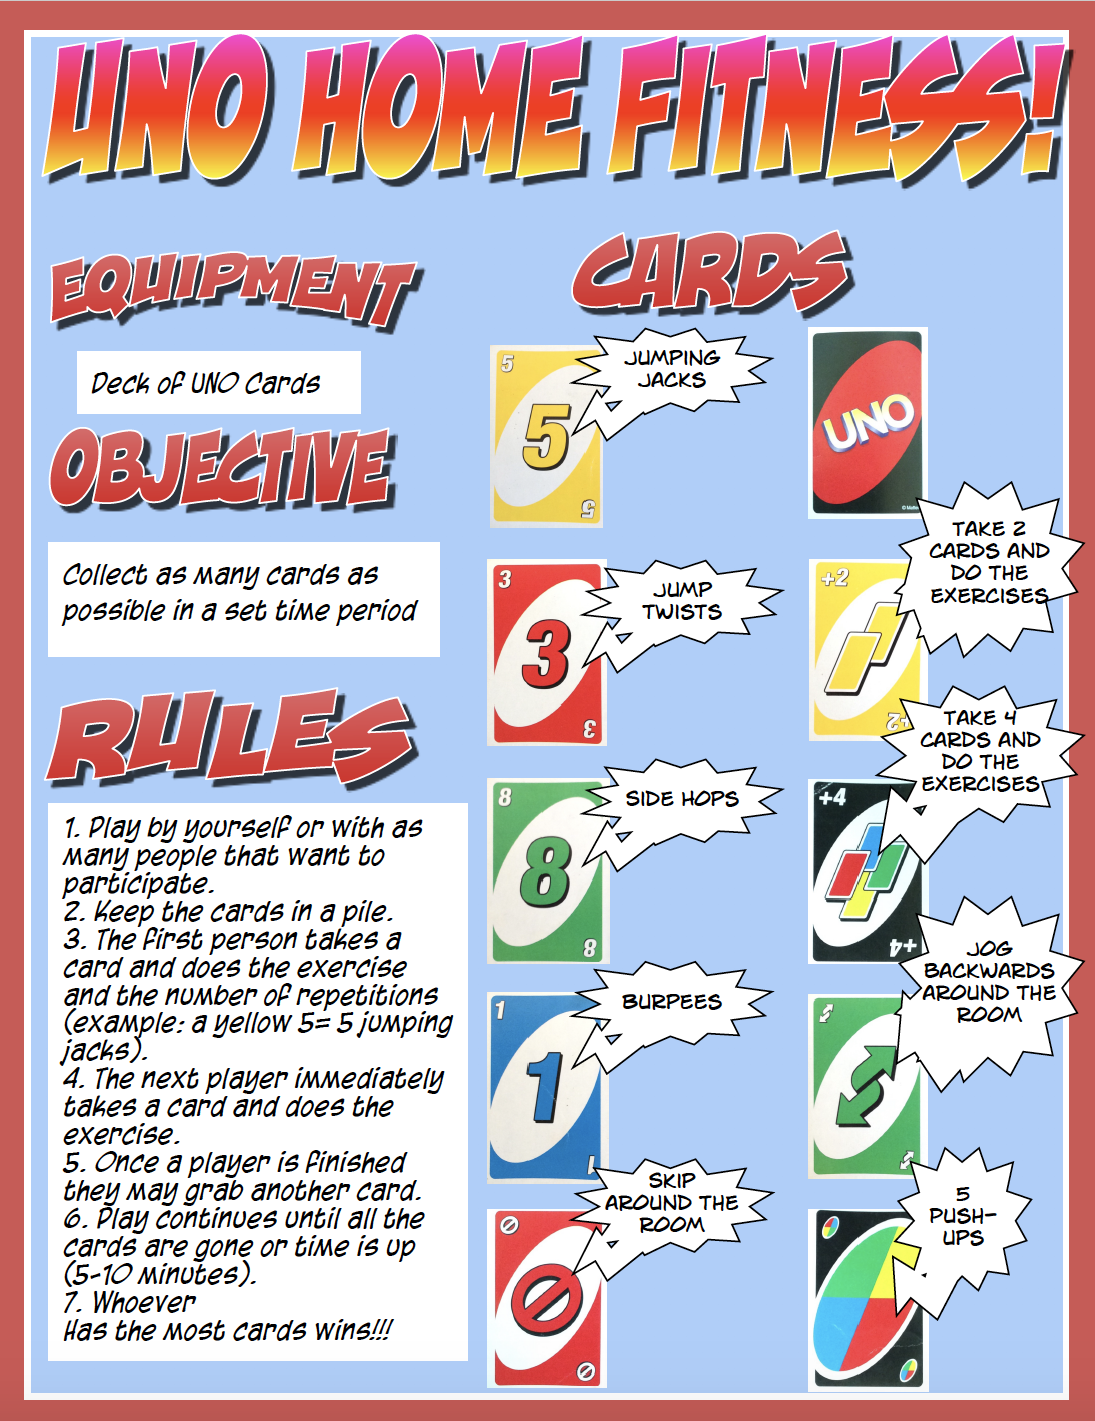 UNO HOME FITNESS!
EQUIPMENT
Deck of UNO Cards
OBJECTIVE
Collect as many cards as
possible in a set time period
RULES
1. Play by yourself or with as
many people that want to
participate.
2. Keep the cards in a pile.
3. The first person takes a
card and does the exercise
and the number of repetitions
(example: a yellow 5= 5 jumping
jacks).
4. The next player immediately
takes a card and does the
exercise.
5. Once a player is finished
they may grab another card.
6. Play continues until all the
cards are gone or time is up
(5-10 minutes).
7. Whoever
Has the most cards wins!!!
CARDS
5
5
5
JUMPING
JACKS
3
3
3
JUMP
TWISTS
8
8
8
SIDE HOPS
1
1
1
BURPEES
SKIP
AROUND THE
ROOM
UNO
+2
+2
TAKE 2
CARDS AND
DO THE
EXERCISES
+4
+4
TAKE 4
CARDS AND
DO THE
EXERCISES
JOG
BACKWARDS
AROUND THE
ROOM
5
PUSH-
UPS